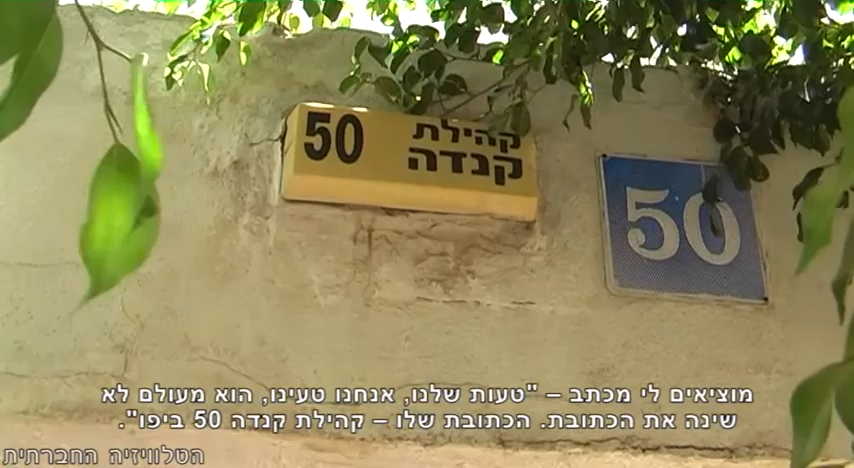 50 קהילת
קנדה
50
מוציאים לי מכתב – "טעות שלנו, אנחנו טעינו, הוא מעולם לא
שינה את הכתובת. הכתובת שלו – קהילת קנדה 50 ביפו".
הטלוויזיה החברתית